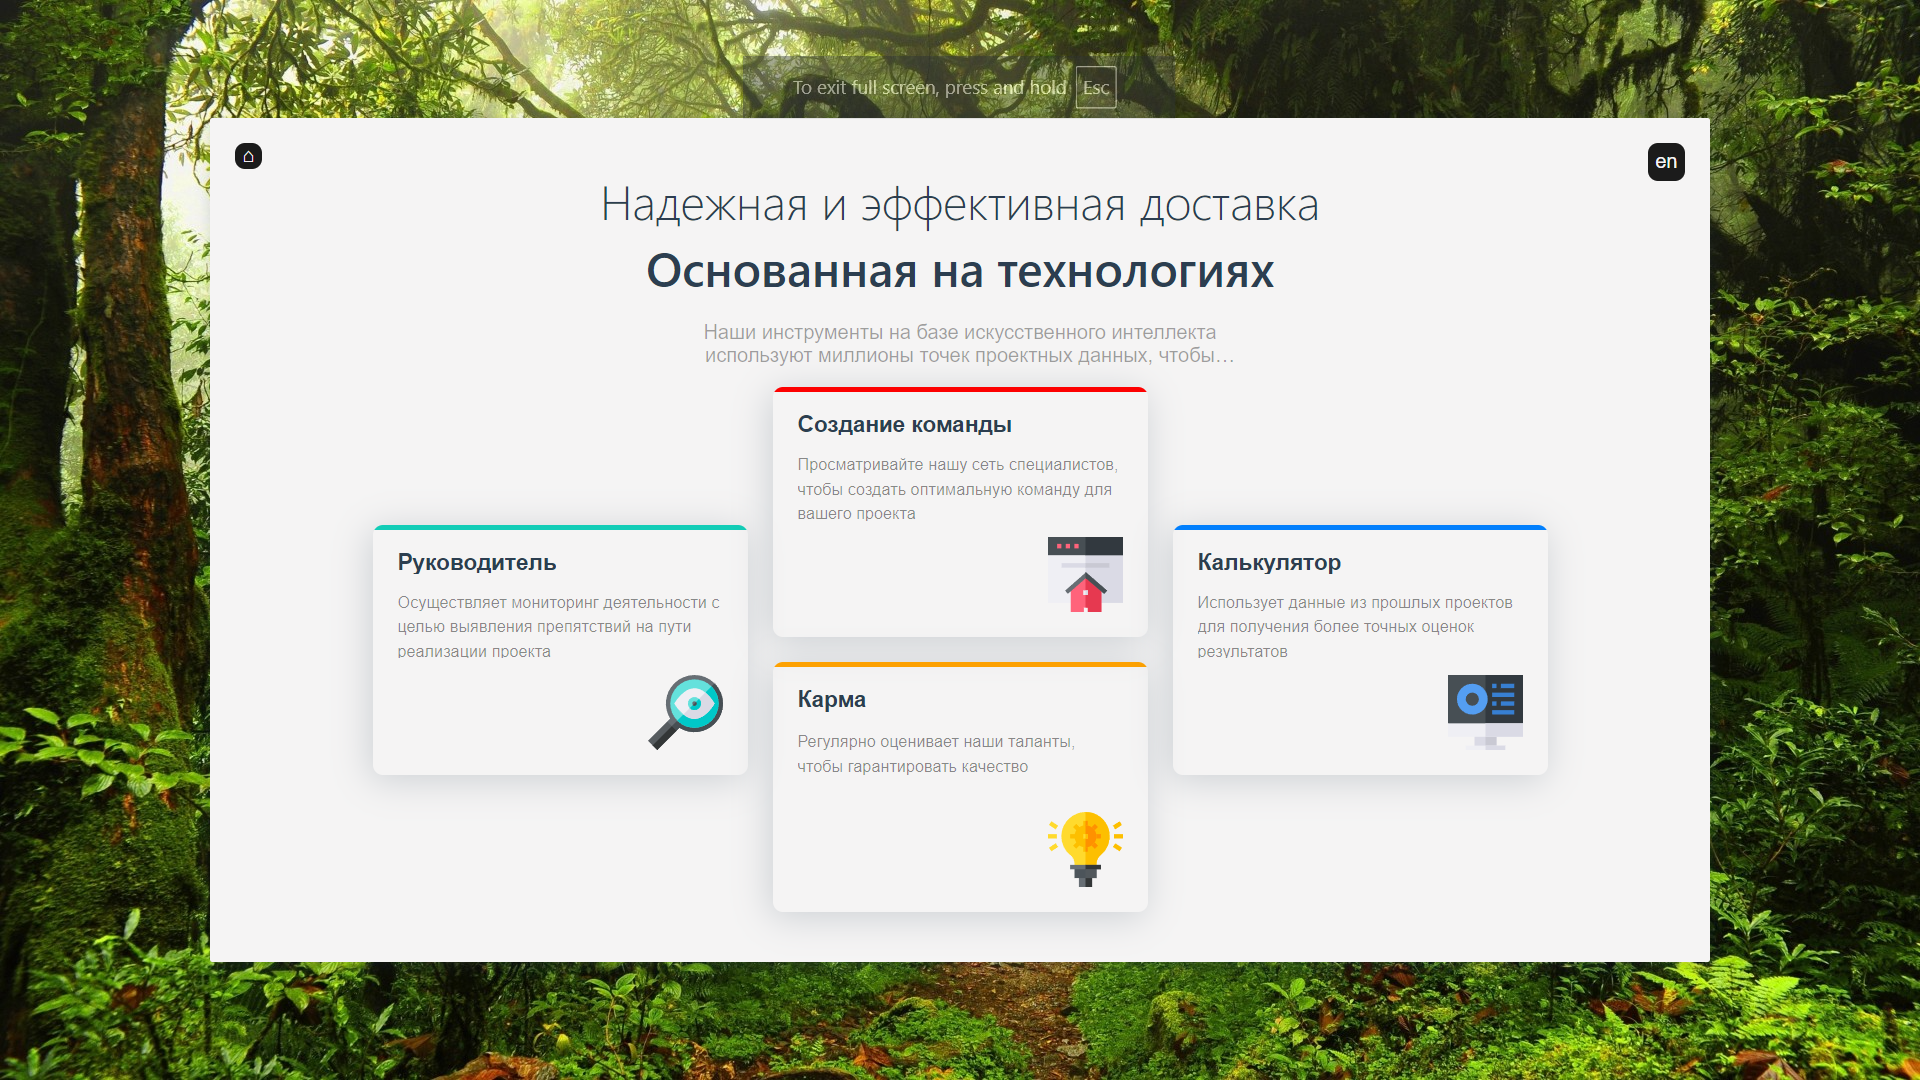 To exit full screen, press and hold Esc
⌂
en
Надежная и эффективная доставка
Основанная на технологиях
Наши инструменты на базе искусственного интеллекта
используют миллионы точек проектных данных, чтобы…
Создание команды
Просматривайте нашу сеть специалистов,
чтобы создать оптимальную команду для
вашего проекта
Руководитель
Осуществляет мониторинг деятельности с
целью выявления препятствий на пути
реализации проекта
Калькулятор
Использует данные из прошлых проектов
для получения более точных оценок
результатов
Карма
Регулярно оценивает наши таланты,
чтобы гарантировать качество